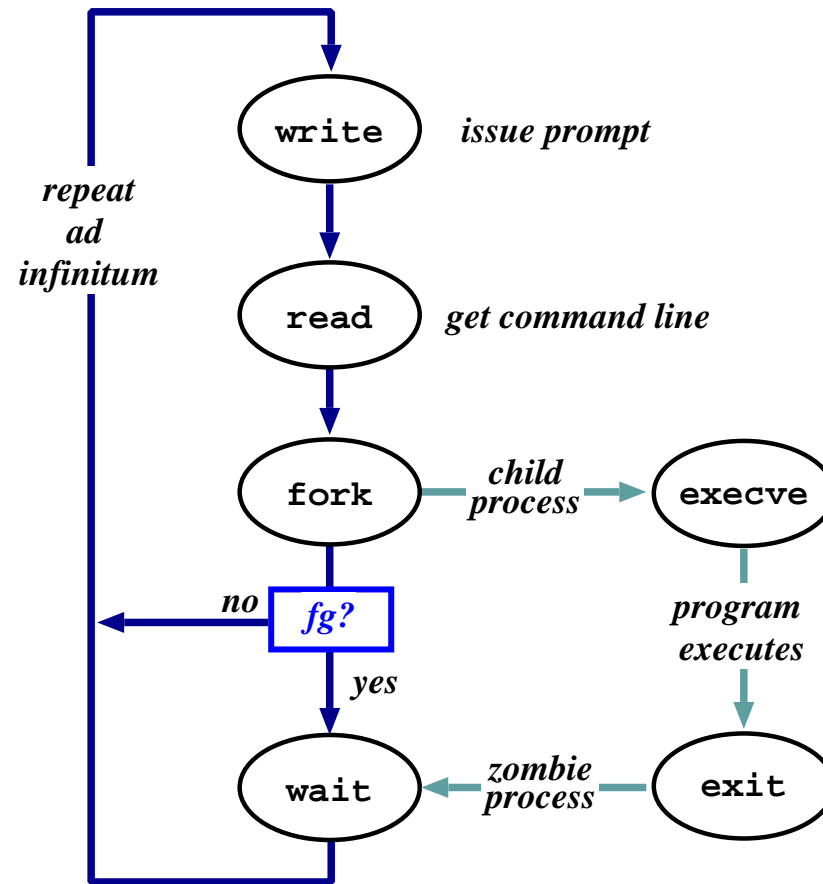 write
issue prompt
repeat
ad
infinitum
read
get command line
fork
child
process
execve
no
fg?
program
executes
yes
wait
zombie
process
exit